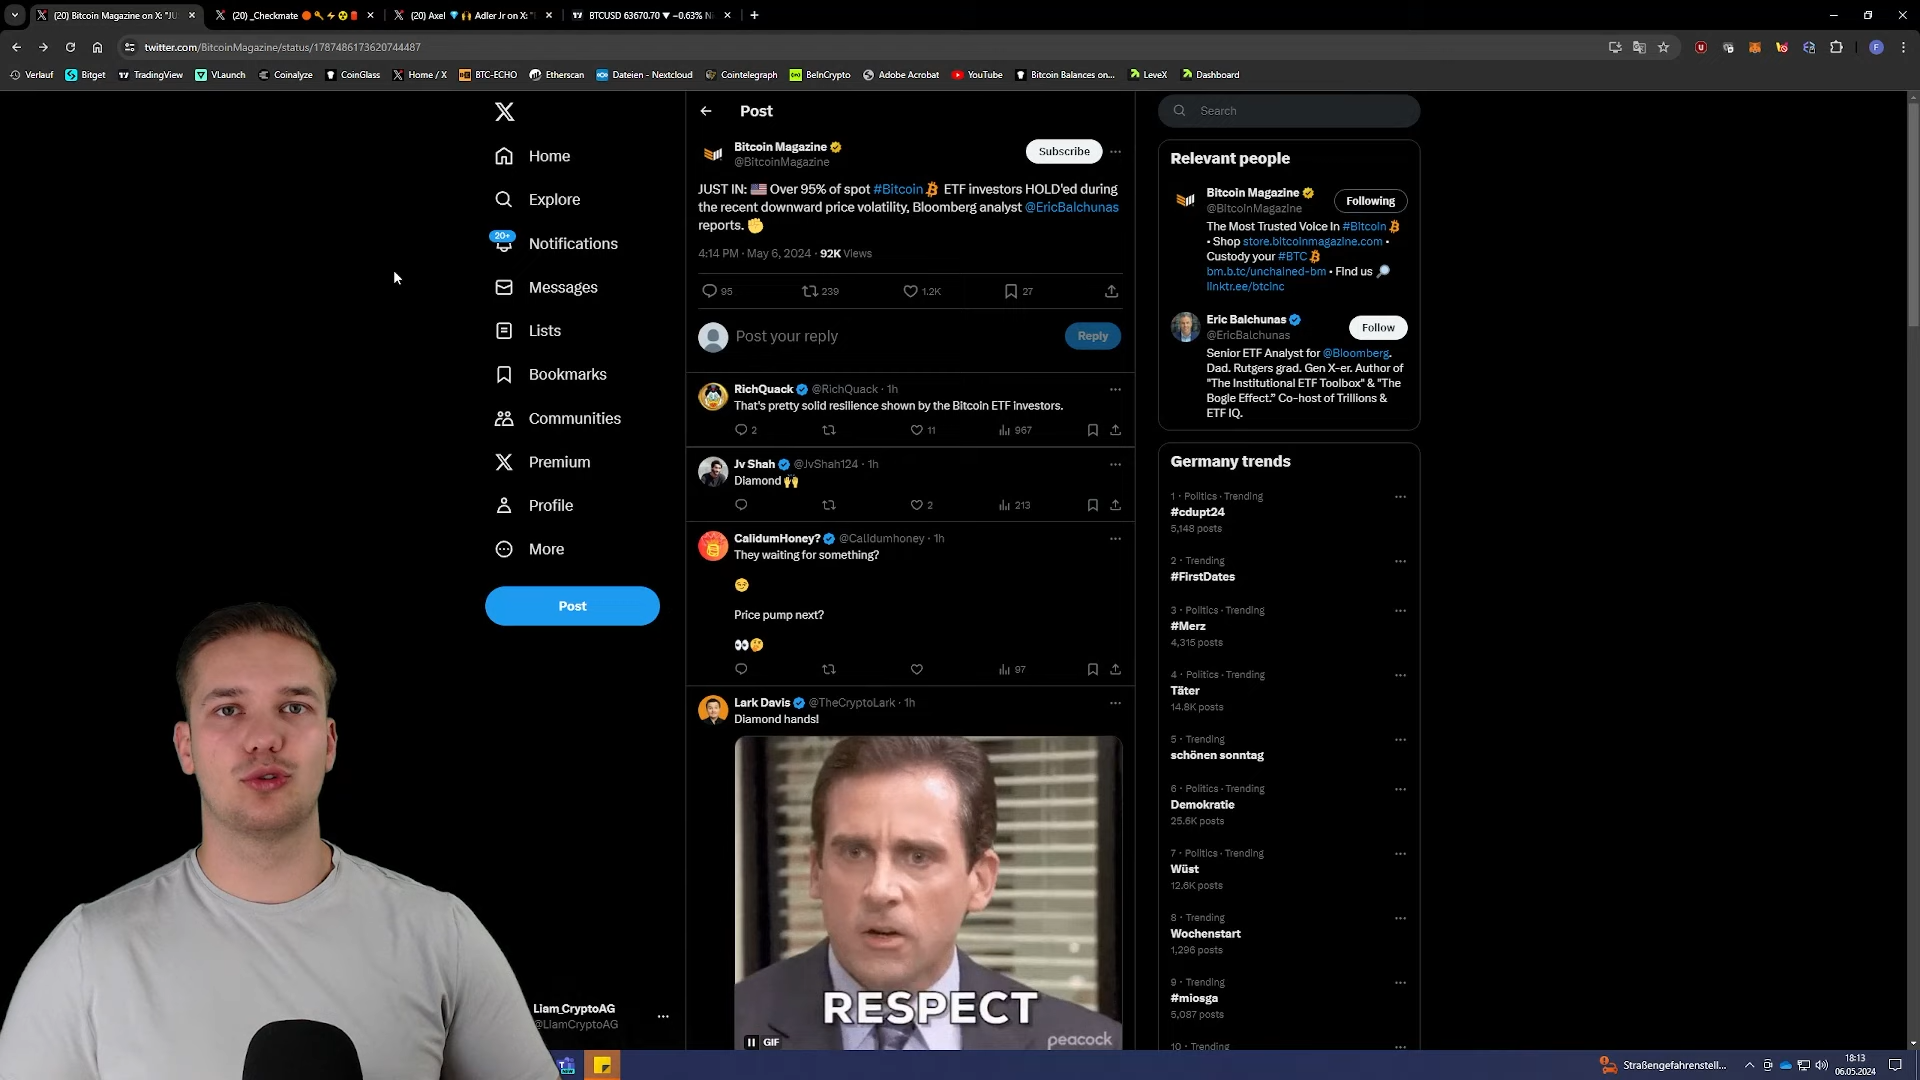 (20) Bitcoin Magazine on X: "JU
(20) _Checkmate
(20) Axel 💎🙌 Adler Jr on X: "
BTCUSD 63670.70 ▼ −0.63%
twitter.com/BitcoinMagazine/status/1787486173620744487
Verlauf
Bitget
TradingView
VLaunch
Coinalyze
CoinGlass
Home / X
BTC-ECHO
Etherscan
Dateien - Nextcloud
Cointelegraph
BeInCrypto
Adobe Acrobat
YouTube
Bitcoin Balances on...
LeveX
Dashboard
Home
Explore
20+
Notifications
Messages
Lists
Bookmarks
Communities
Premium
Profile
More
Post
Liam_CryptoAG
@LiamCryptoAG
Post
Bitcoin Magazine
@BitcoinMagazine
Subscribe
JUST IN: 🇺🇸 Over 95% of spot #Bitcoin ETF investors HOLD'ed during
the recent downward price volatility, Bloomberg analyst @EricBalchunas
reports. ✊
4:14 PM · May 6, 2024 · 92K Views
95 239 1.2K 27
Post your reply
Reply
RichQuack @RichQuack · 1h
That's pretty solid resilience shown by the Bitcoin ETF investors.
2 11 967
Jv Shah @JvShah124 · 1h
Diamond 🙌
2 213
CalidumHoney? @Calidumhoney · 1h
They waiting for something?
😏
Price pump next?
👀🤔
97
Lark Davis @TheCryptoLark · 1h
Diamond hands!
RESPECT
GIF
peacock
Search
Relevant people
Bitcoin Magazine
@BitcoinMagazine
Following
The Most Trusted Voice In #Bitcoin
• Shop store.bitcoinmagazine.com •
Custody your #BTC
bm.b.tc/unchained-bm • FInd us 🔎
linktr.ee/btcinc
Eric Balchunas
@EricBalchunas
Follow
Senior ETF Analyst for @Bloomberg.
Dad. Rutgers grad. Gen X-er. Author of
"The Institutional ETF Toolbox" & "The
Bogle Effect." Co-host of Trillions &
ETF IQ.
Germany trends
1 · Politics · Trending
#cdupt24
5,148 posts
2 · Trending
#FirstDates
3 · Politics · Trending
#Merz
4,315 posts
4 · Politics · Trending
Täter
14.8K posts
5 · Trending
schönen sonntag
6 · Politics · Trending
Demokratie
25.6K posts
7 · Politics · Trending
Wüst
12.6K posts
8 · Trending
Wochenstart
1,296 posts
9 · Trending
#miosga
5,087 posts
10 · Trending
Straßengefahrenstell...
18:13
06.05.2024